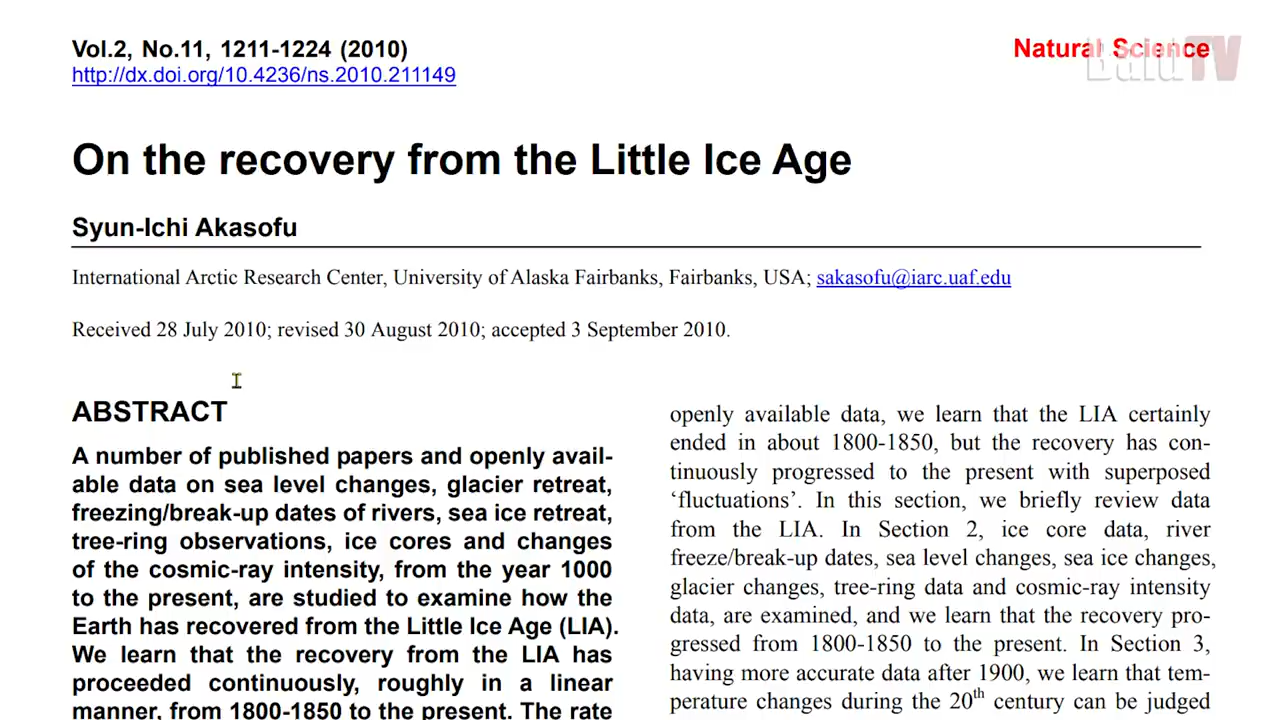 Vol.2, No.11, 1211-1224 (2010)
http://dx.doi.org/10.4236/ns.2010.211149
Natural Science
BaldTV
On the recovery from the Little Ice Age
Syun-Ichi Akasofu
International Arctic Research Center, University of Alaska Fairbanks, Fairbanks, USA; sakasofu@iarc.uaf.edu
Received 28 July 2010; revised 30 August 2010; accepted 3 September 2010.
ABSTRACT
A number of published papers and openly avail-
able data on sea level changes, glacier retreat,
freezing/break-up dates of rivers, sea ice retreat,
tree-ring observations, ice cores and changes
of the cosmic-ray intensity, from the year 1000
to the present, are studied to examine how the
Earth has recovered from the Little Ice Age (LIA).
We learn that the recovery from the LIA has
proceeded continuously, roughly in a linear
manner, from 1800-1850 to the present. The rate
openly available data, we learn that the LIA certainly
ended in about 1800-1850, but the recovery has con-
tinuously progressed to the present with superposed
‘fluctuations’. In this section, we briefly review data
from the LIA. In Section 2, ice core data, river
freeze/break-up dates, sea level changes, sea ice changes,
glacier changes, tree-ring data and cosmic-ray intensity
data, are examined, and we learn that the recovery pro-
gressed from 1800-1850 to the present. In Section 3,
having more accurate data after 1900, we learn that tem-
perature changes during the 20th century can be judged